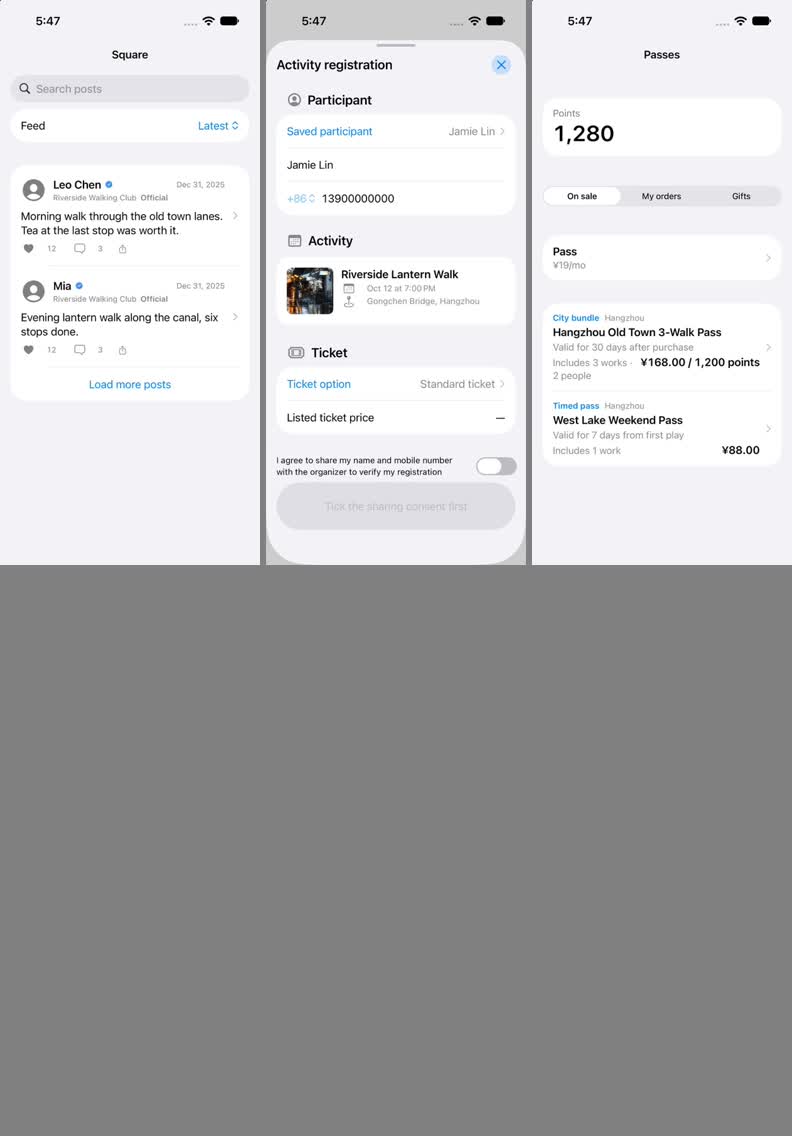 5:47
Square
Search posts
Feed
Latest
Leo Chen
Dec 31, 2025
Riverside Walking Club Official
Morning walk through the old town lanes.
Tea at the last stop was worth it.
12
3
Mia
Dec 31, 2025
Riverside Walking Club Official
Evening lantern walk along the canal, six
stops done.
12
3
Load more posts
5:47
Activity registration
Participant
Saved participant
Jamie Lin
Jamie Lin
+86
13900000000
Activity
Riverside Lantern Walk
Oct 12 at 7:00 PM
Gongchen Bridge, Hangzhou
Ticket
Ticket option
Standard ticket
Listed ticket price
—
I agree to share my name and mobile number
with the organizer to verify my registration
Tick the sharing consent first
5:47
Passes
Points
1,280
On sale
My orders
Gifts
Pass
¥19/mo
City bundle Hangzhou
Hangzhou Old Town 3-Walk Pass
Valid for 30 days after purchase
Includes 3 works ·
2 people
¥168.00 / 1,200 points
Timed pass Hangzhou
West Lake Weekend Pass
Valid for 7 days from first play
Includes 1 work
¥88.00